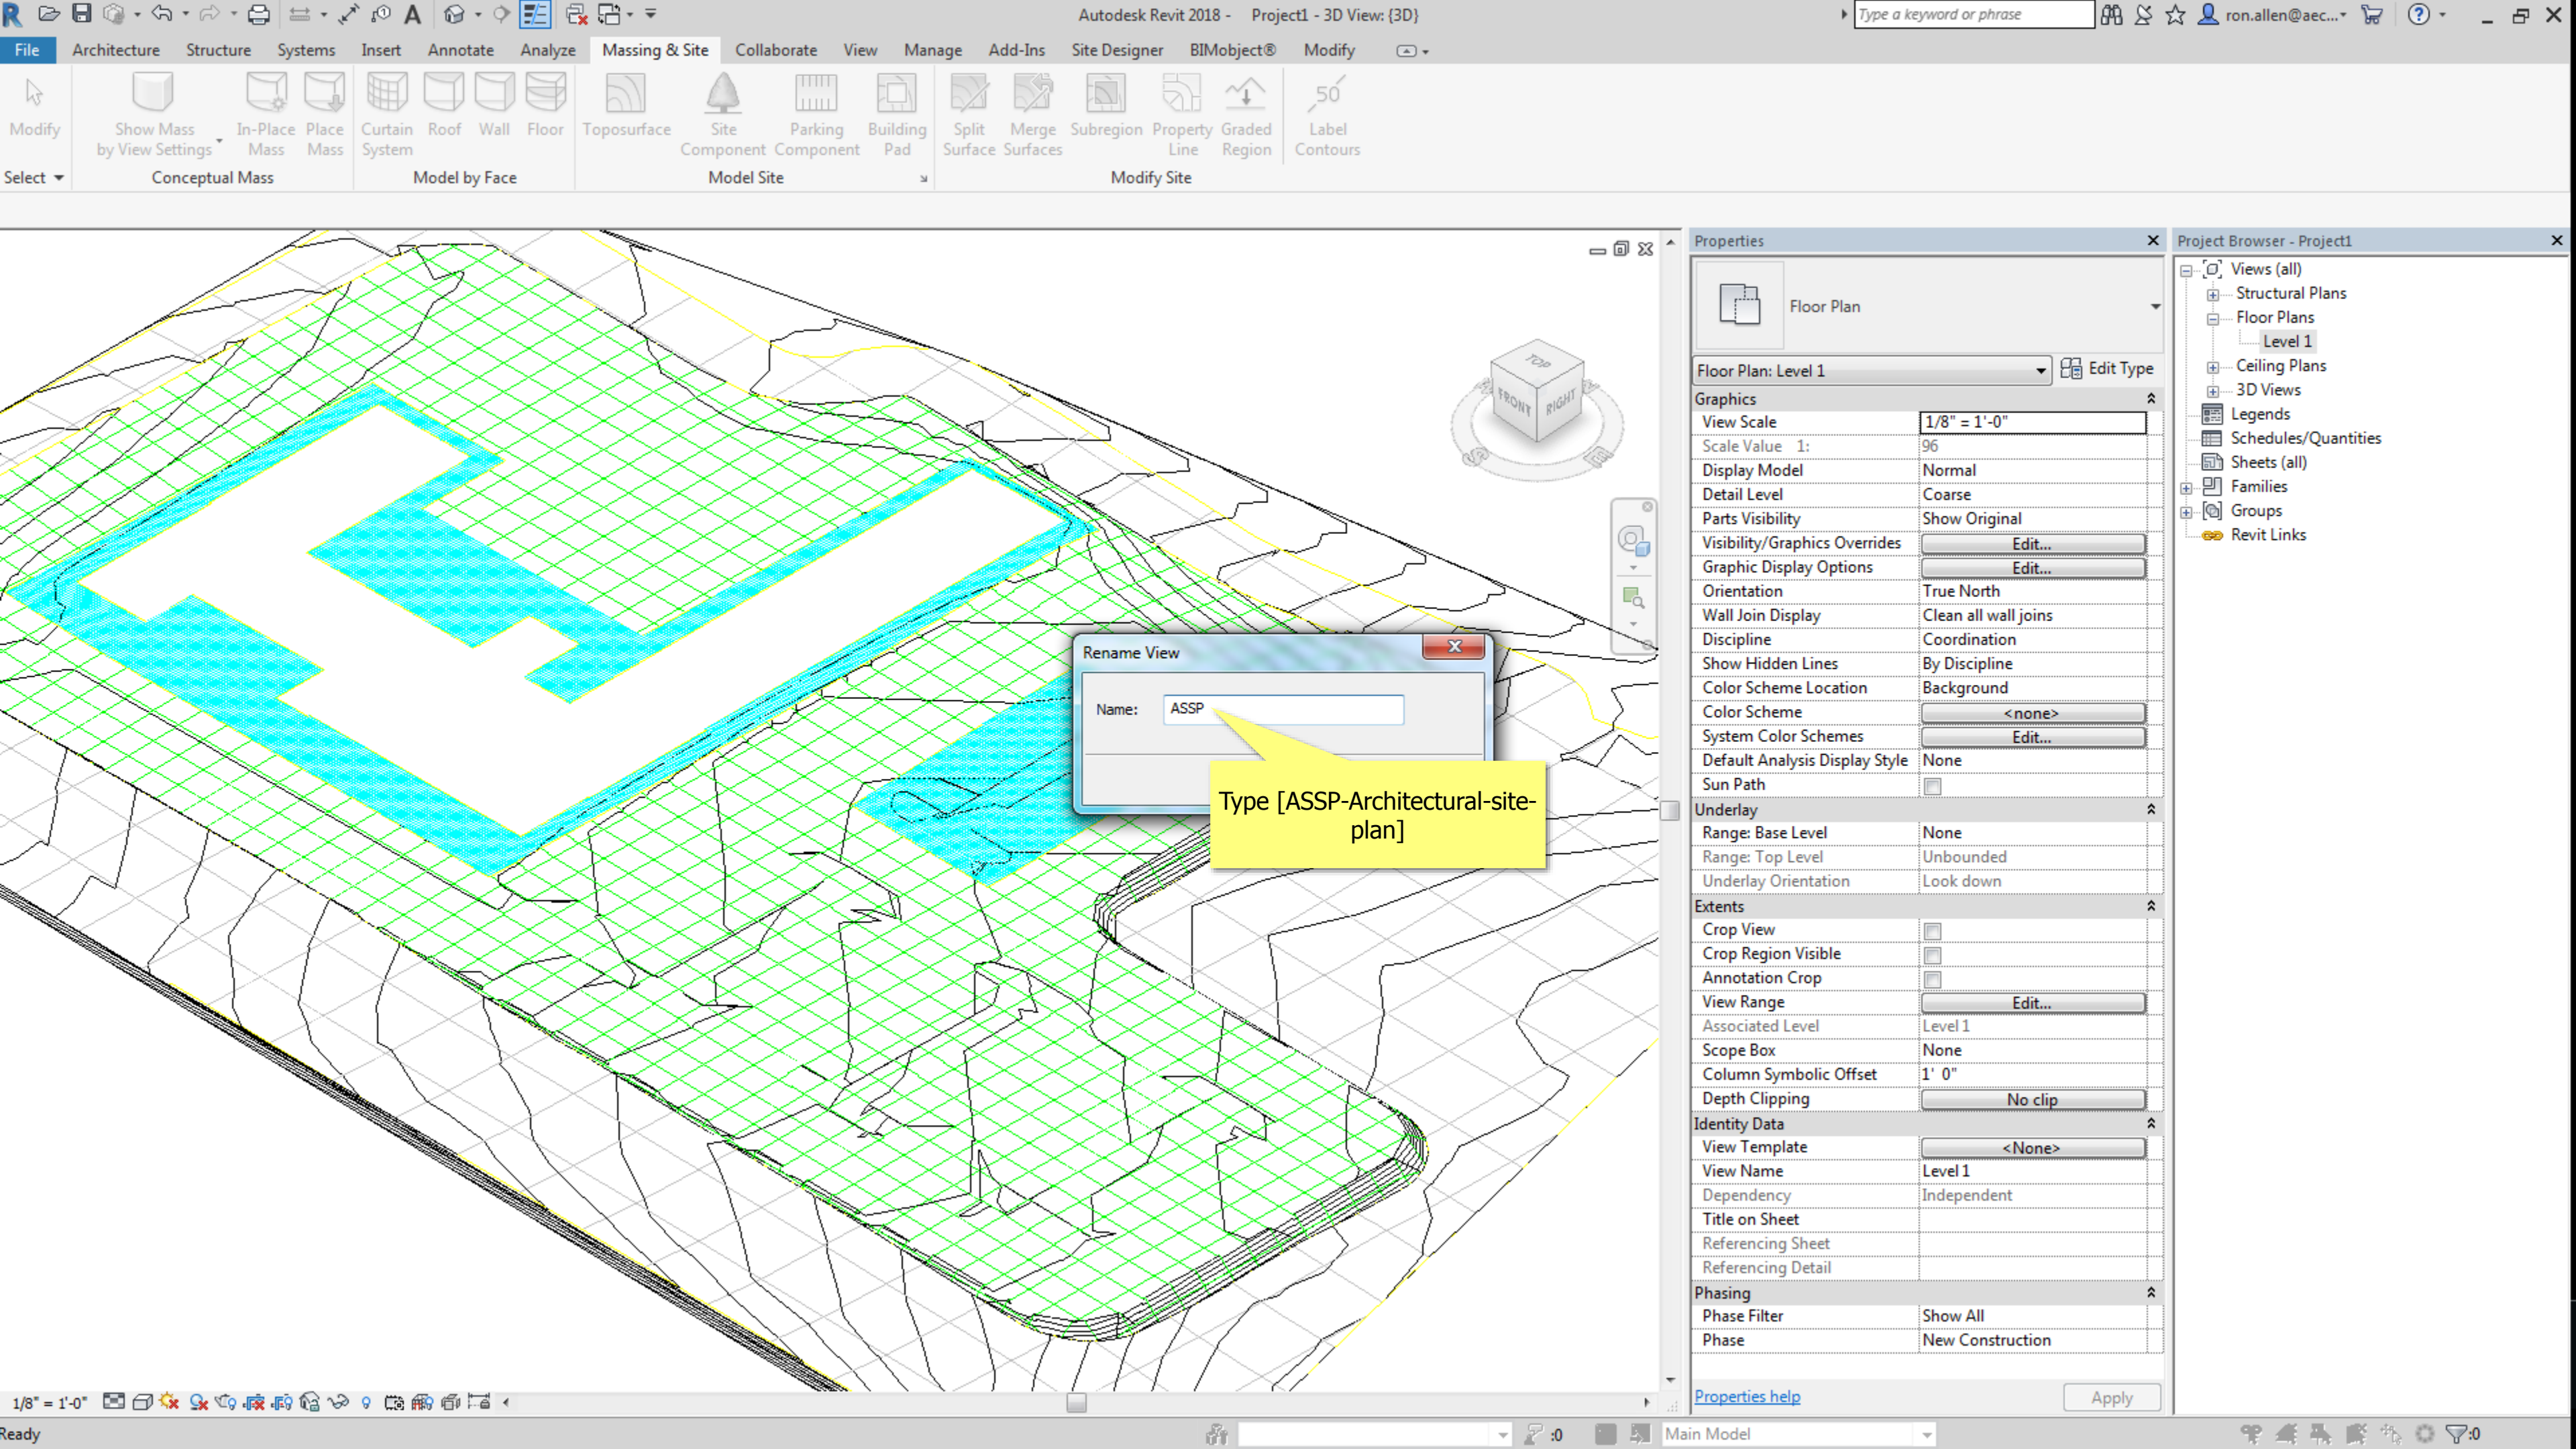 Autodesk Revit 2018 - Project1 - 3D View: {3D}
Type a keyword or phrase
ron.allen@aec...
File Architecture Structure Systems Insert Annotate Analyze Massing & Site Collaborate View Manage Add-Ins Site Designer BIMobject® Modify
Modify
Show Mass
by View Settings
In-Place
Mass
Place
Mass
Curtain
System
Roof
Wall
Floor
Toposurface
Site
Component
Parking
Component
Building
Pad
Split
Surface
Merge
Surfaces
Subregion
Property
Line
Graded
Region
50
Label
Contours
Select
Conceptual Mass
Model by Face
Model Site
Modify Site
TOP
FRONT
RIGHT
S
E
Rename View
Name: ASSP
Type [ASSP-Architectural-site-
plan]
Properties
Floor Plan
Floor Plan: Level 1
Edit Type
Graphics
View Scale 1/8" = 1'-0"
Scale Value 1: 96
Display Model Normal
Detail Level Coarse
Parts Visibility Show Original
Visibility/Graphics Overrides Edit...
Graphic Display Options Edit...
Orientation True North
Wall Join Display Clean all wall joins
Discipline Coordination
Show Hidden Lines By Discipline
Color Scheme Location Background
Color Scheme <none>
System Color Schemes Edit...
Default Analysis Display Style None
Sun Path
Underlay
Range: Base Level None
Range: Top Level Unbounded
Underlay Orientation Look down
Extents
Crop View
Crop Region Visible
Annotation Crop
View Range Edit...
Associated Level Level 1
Scope Box None
Column Symbolic Offset 1' 0"
Depth Clipping No clip
Identity Data
View Template <None>
View Name Level 1
Dependency Independent
Title on Sheet
Referencing Sheet
Referencing Detail
Phasing
Phase Filter Show All
Phase New Construction
Properties help
Apply
Project Browser - Project1
Views (all)
Structural Plans
Floor Plans
Level 1
Ceiling Plans
3D Views
Legends
Schedules/Quantities
Sheets (all)
Families
Groups
Revit Links
1/8" = 1'-0"
Ready
:0
Main Model
:0